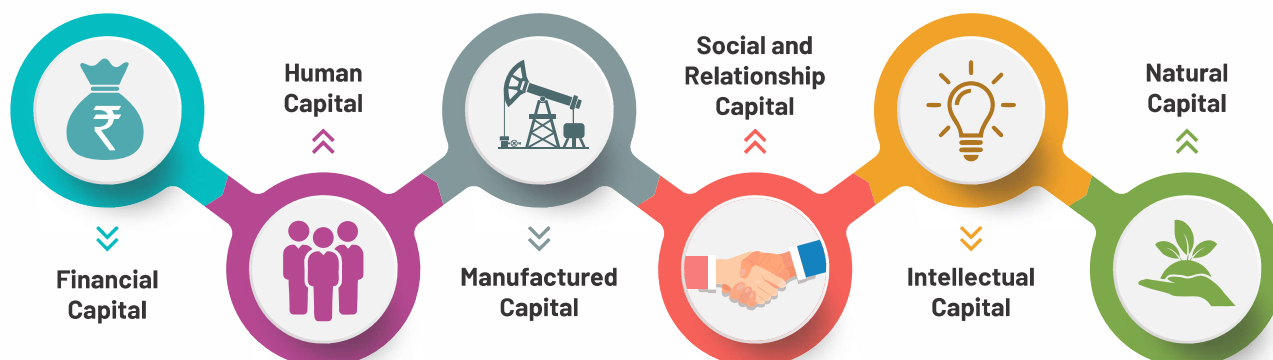 Financial
Capital
Human
Capital
Manufactured
Capital
Social and
Relationship
Capital
Intellectual
Capital
Natural
Capital
₹